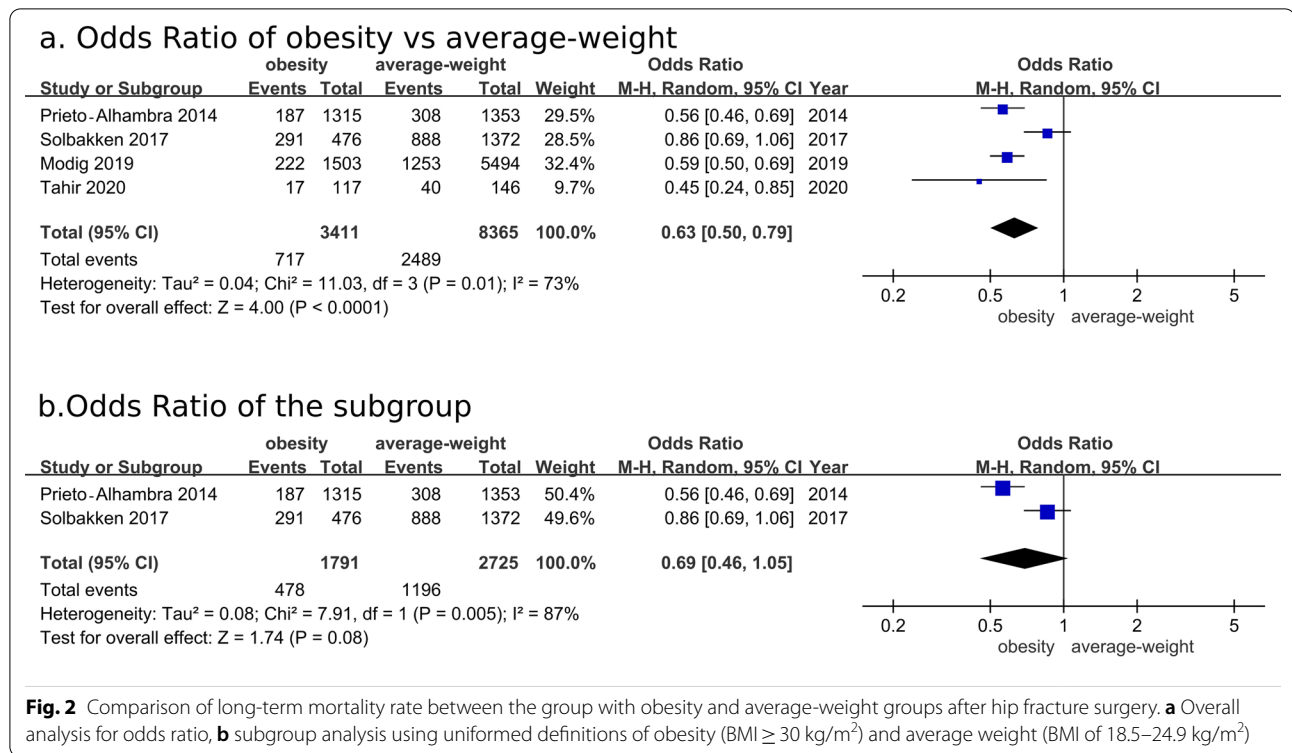 a. Odds Ratio of obesity vs average-weight
obesity average-weight Odds Ratio Odds Ratio
Study or Subgroup Events Total Events Total Weight M-H, Random, 95% CI Year M-H, Random, 95% CI
Prieto-Alhambra 2014 187 1315 308 1353 29.5% 0.56 [0.46, 0.69] 2014
Solbakken 2017 291 476 888 1372 28.5% 0.86 [0.69, 1.06] 2017
Modig 2019 222 1503 1253 5494 32.4% 0.59 [0.50, 0.69] 2019
Tahir 2020 17 117 40 146 9.7% 0.45 [0.24, 0.85] 2020
Total (95% CI) 3411 8365 100.0% 0.63 [0.50, 0.79]
Total events 717 2489
Heterogeneity: Tau² = 0.04; Chi² = 11.03, df = 3 (P = 0.01); I² = 73%
Test for overall effect: Z = 4.00 (P < 0.0001)
0.2 0.5 1 2 5
obesity average-weight
b.Odds Ratio of the subgroup
obesity average-weight Odds Ratio Odds Ratio
Study or Subgroup Events Total Events Total Weight M-H, Random, 95% CI Year M-H, Random, 95% CI
Prieto-Alhambra 2014 187 1315 308 1353 50.4% 0.56 [0.46, 0.69] 2014
Solbakken 2017 291 476 888 1372 49.6% 0.86 [0.69, 1.06] 2017
Total (95% CI) 1791 2725 100.0% 0.69 [0.46, 1.05]
Total events 478 1196
Heterogeneity: Tau² = 0.08; Chi² = 7.91, df = 1 (P = 0.005); I² = 87%
Test for overall effect: Z = 1.74 (P = 0.08)
0.2 0.5 1 2 5
obesity average-weight
Fig. 2 Comparison of long-term mortality rate between the group with obesity and average-weight groups after hip fracture surgery. a Overall
analysis for odds ratio, b subgroup analysis using uniformed definitions of obesity (BMI ≥ 30 kg/m²) and average weight (BMI of 18.5–24.9 kg/m²)